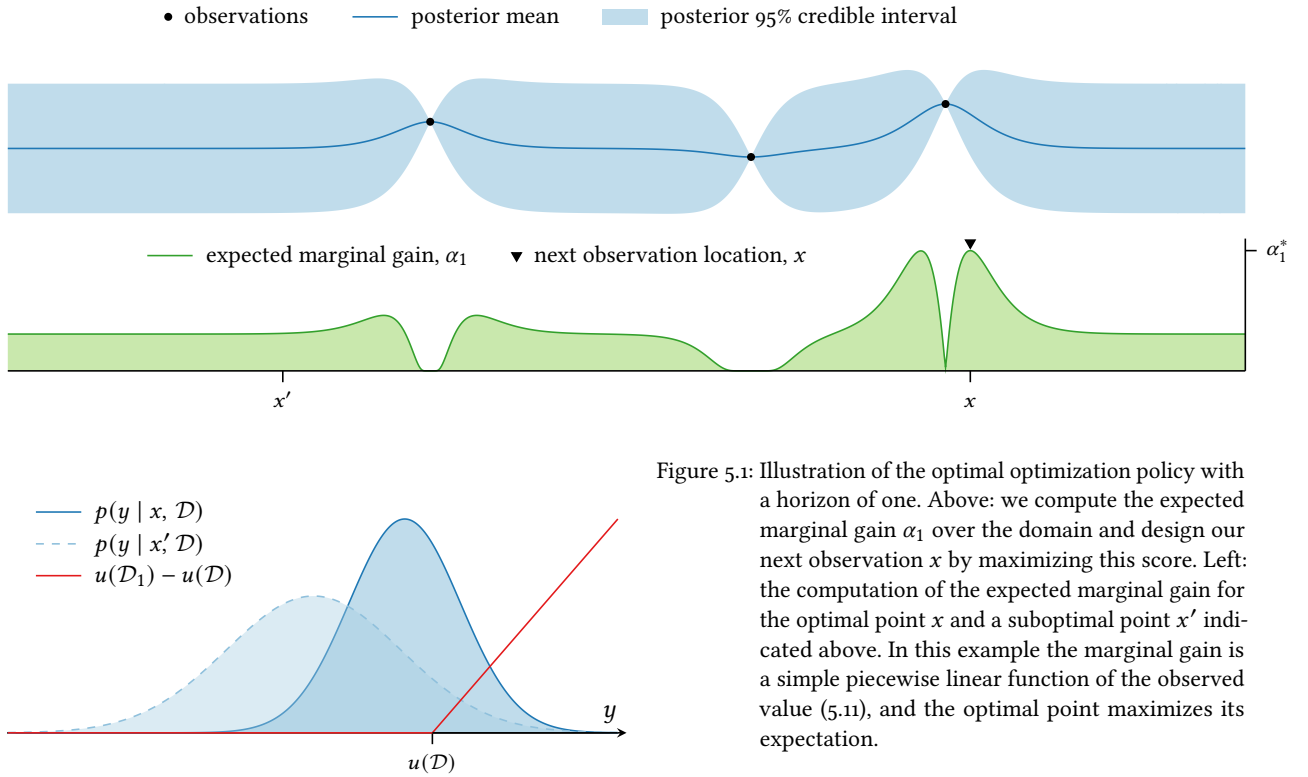 observations posterior mean posterior 95% credible interval
expected marginal gain, α₁ next observation location, x
α₁*
x′ x
p(y | x, 𝒟)
p(y | x,′ 𝒟)
u(𝒟₁) − u(𝒟)
y
u(𝒟)
Figure 5.1: Illustration of the optimal optimization policy with
a horizon of one. Above: we compute the expected
marginal gain α₁ over the domain and design our
next observation x by maximizing this score. Left:
the computation of the expected marginal gain for
the optimal point x and a suboptimal point x′ indi-
cated above. In this example the marginal gain is
a simple piecewise linear function of the observed
value (5.11), and the optimal point maximizes its
expectation.